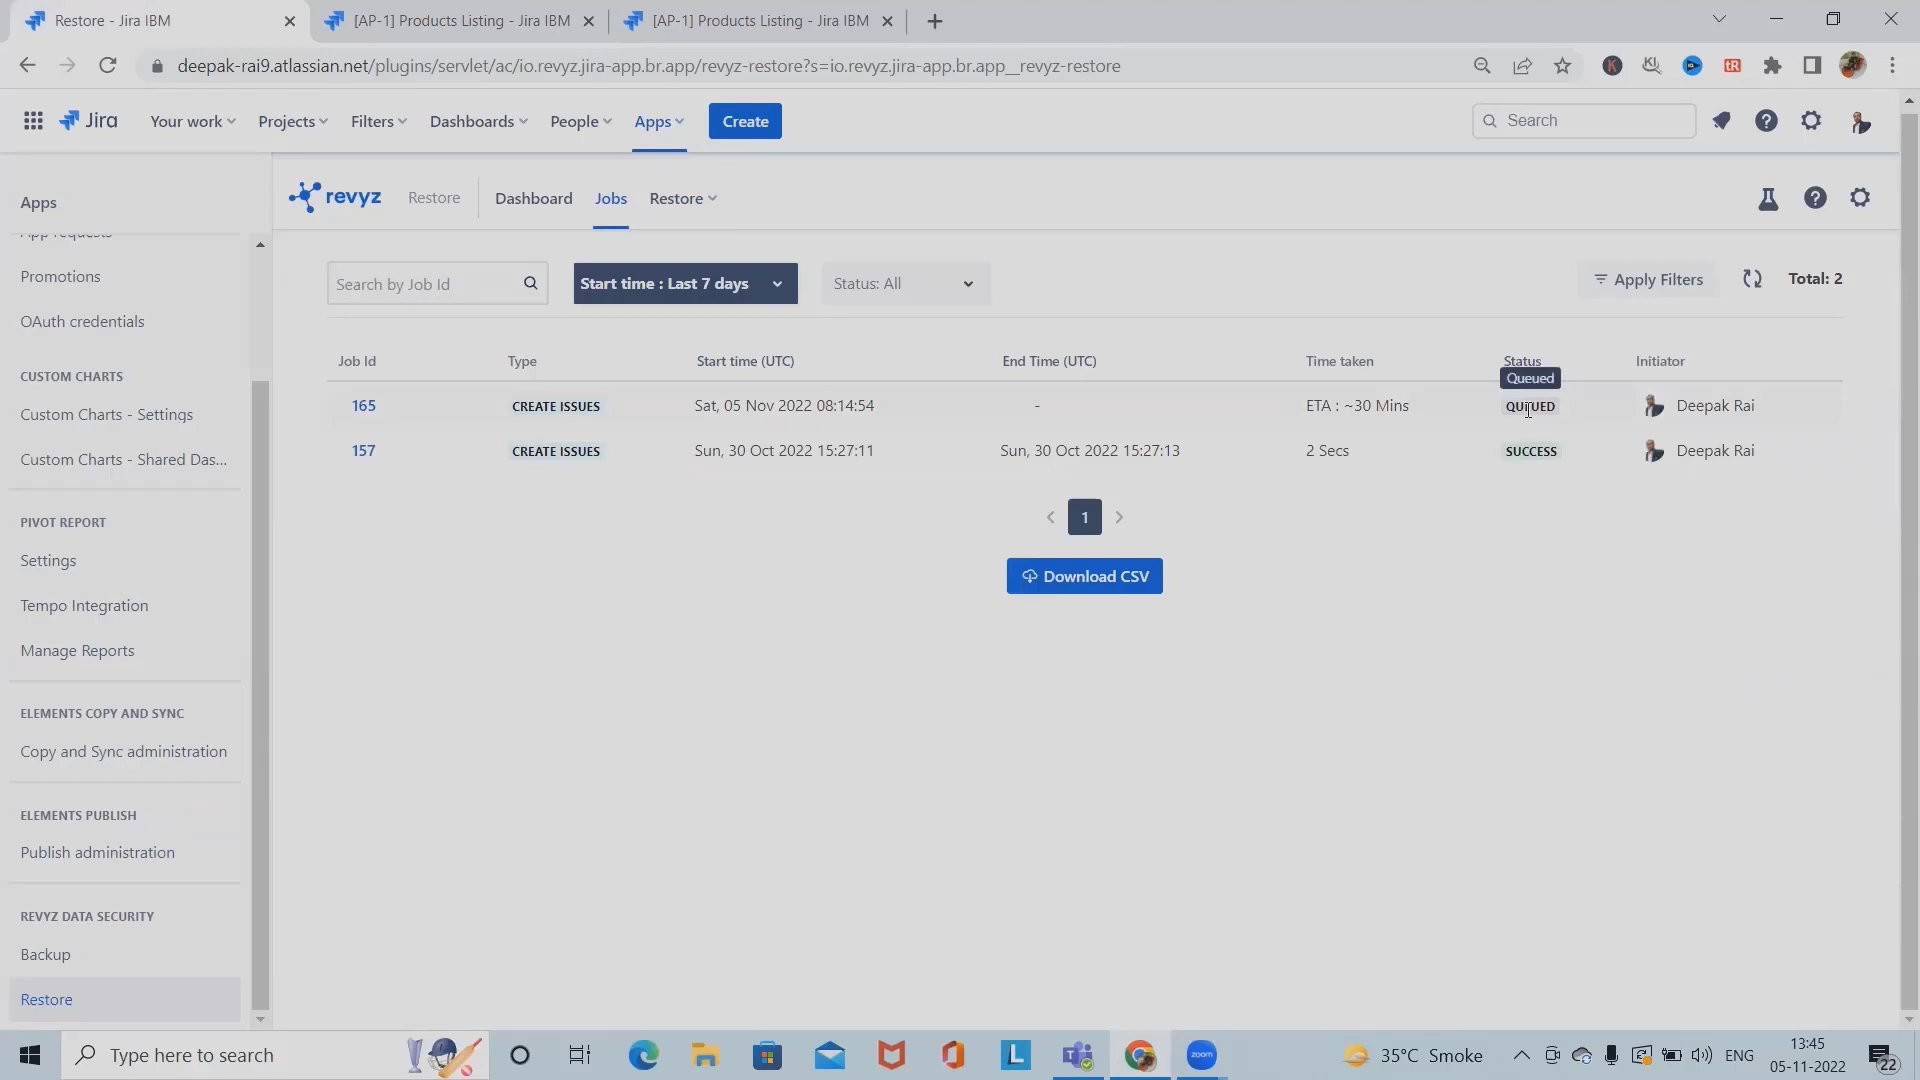 Restore - Jira IBM
[AP-1] Products Listing - Jira IBM
[AP-1] Products Listing - Jira IBM
deepak-rai9.atlassian.net/plugins/servlet/ac/io.revyz.jira-app.br.app/revyz-restore?s=io.revyz.jira-app.br.app__revyz-restore
Jira
Your work
Projects
Filters
Dashboards
People
Apps
Create
Search
Apps
App requests
Promotions
OAuth credentials
CUSTOM CHARTS
Custom Charts - Settings
Custom Charts - Shared Das...
PIVOT REPORT
Settings
Tempo Integration
Manage Reports
ELEMENTS COPY AND SYNC
Copy and Sync administration
ELEMENTS PUBLISH
Publish administration
REVYZ DATA SECURITY
Backup
Restore
revyz
Restore
Dashboard
Jobs
Restore
Search by Job Id
Start time : Last 7 days
Status: All
Apply Filters
Total: 2
Job Id Type Start time (UTC) End Time (UTC) Time taken Status Initiator
Queued
165 CREATE ISSUES Sat, 05 Nov 2022 08:14:54 - ETA : ~30 Mins QUEUED Deepak Rai
157 CREATE ISSUES Sun, 30 Oct 2022 15:27:11 Sun, 30 Oct 2022 15:27:13 2 Secs SUCCESS Deepak Rai
1
Download CSV
Type here to search
zoom
35°C Smoke
ENG
13:45
05-11-2022
22